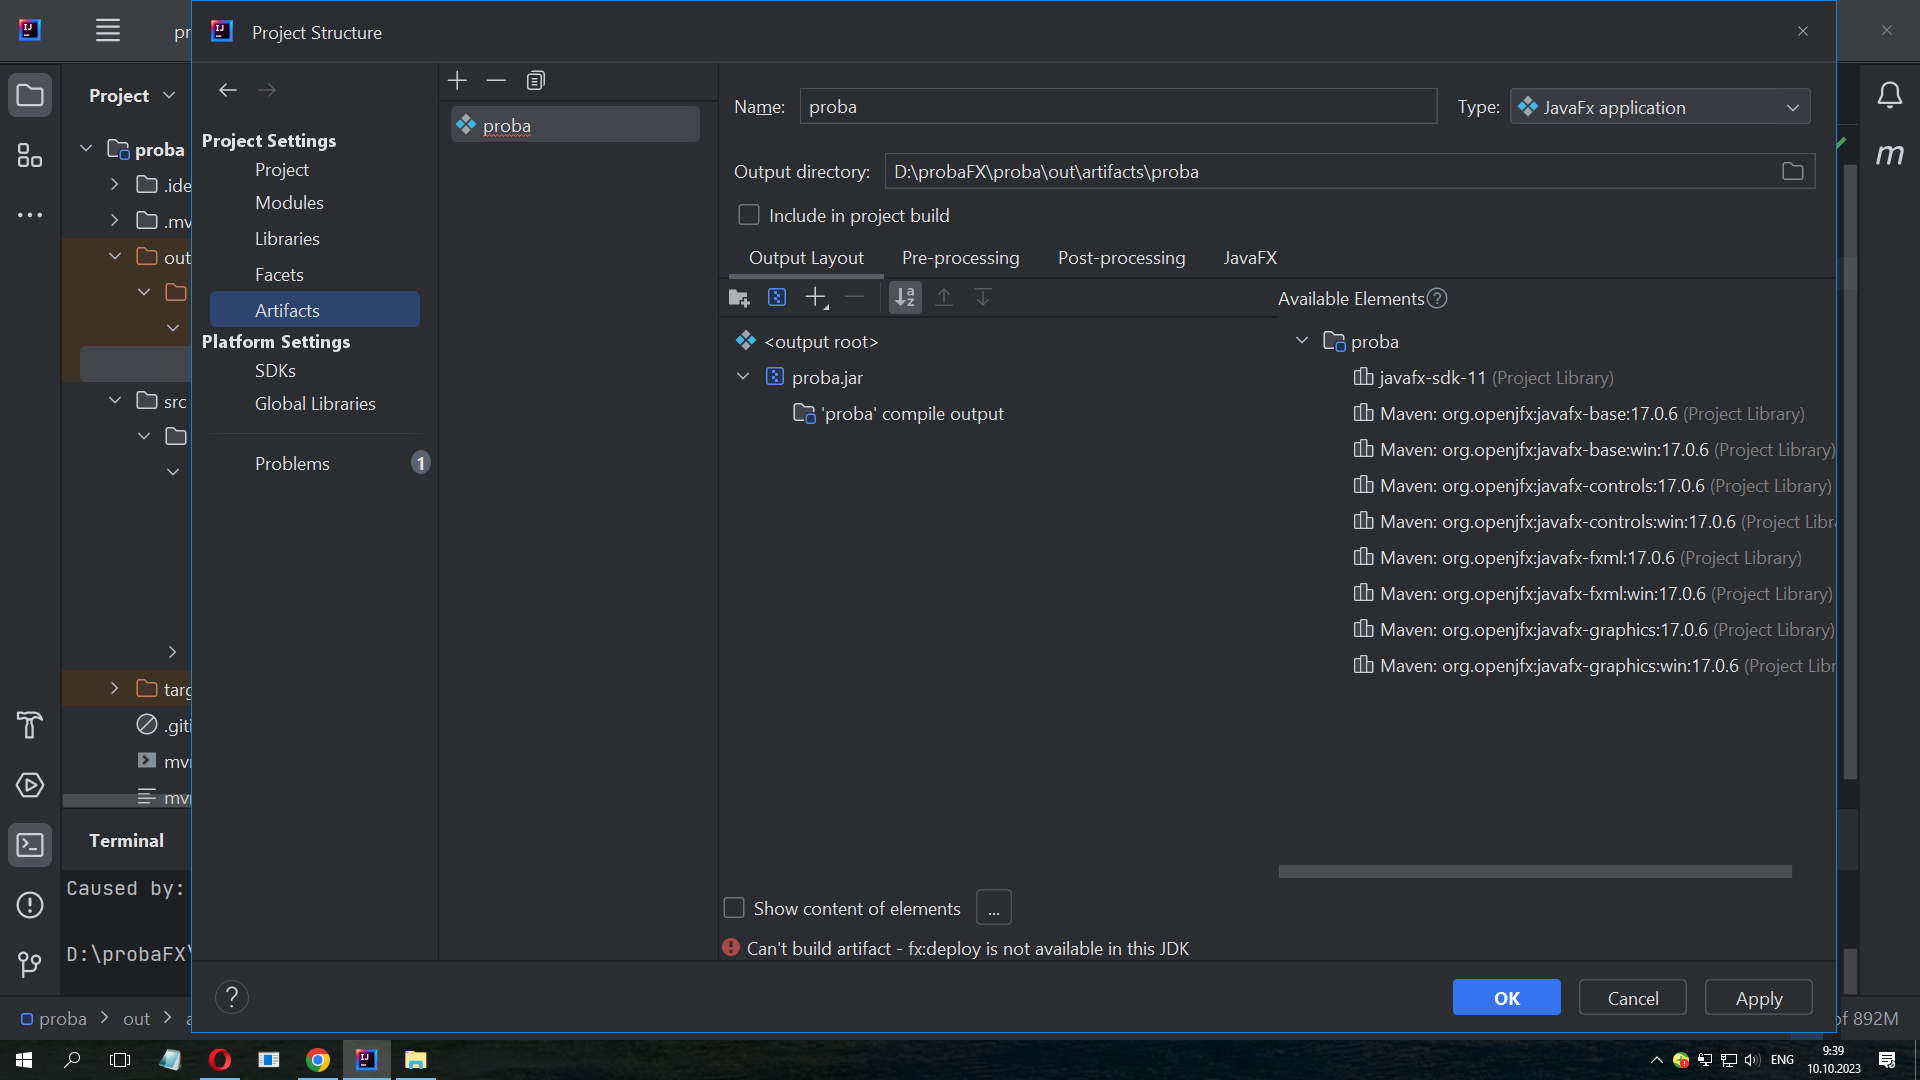 pr
Project Structure
Project
proba
.ide
.mv
out
src
targ
.giti
mvr
mvr
Terminal
Caused by:
D:\probaFX\
proba > out >
Project Settings
Project
Modules
Libraries
Facets
Artifacts
Platform Settings
SDKs
Global Libraries
Problems 1
proba
Name: proba Type: JavaFx application
Output directory: D:\probaFX\proba\out\artifacts\proba
Include in project build
Output Layout Pre-processing Post-processing JavaFX
Available Elements ?
<output root>
proba.jar
'proba' compile output
proba
javafx-sdk-11 (Project Library)
Maven: org.openjfx:javafx-base:17.0.6 (Project Library)
Maven: org.openjfx:javafx-base:win:17.0.6 (Project Library)
Maven: org.openjfx:javafx-controls:17.0.6 (Project Library)
Maven: org.openjfx:javafx-controls:win:17.0.6 (Project Libr
Maven: org.openjfx:javafx-fxml:17.0.6 (Project Library)
Maven: org.openjfx:javafx-fxml:win:17.0.6 (Project Library)
Maven: org.openjfx:javafx-graphics:17.0.6 (Project Library)
Maven: org.openjfx:javafx-graphics:win:17.0.6 (Project Libr
Show content of elements ...
Can't build artifact - fx:deploy is not available in this JDK
? OK Cancel Apply
of 892M
m
ENG
9:39
10.10.2023